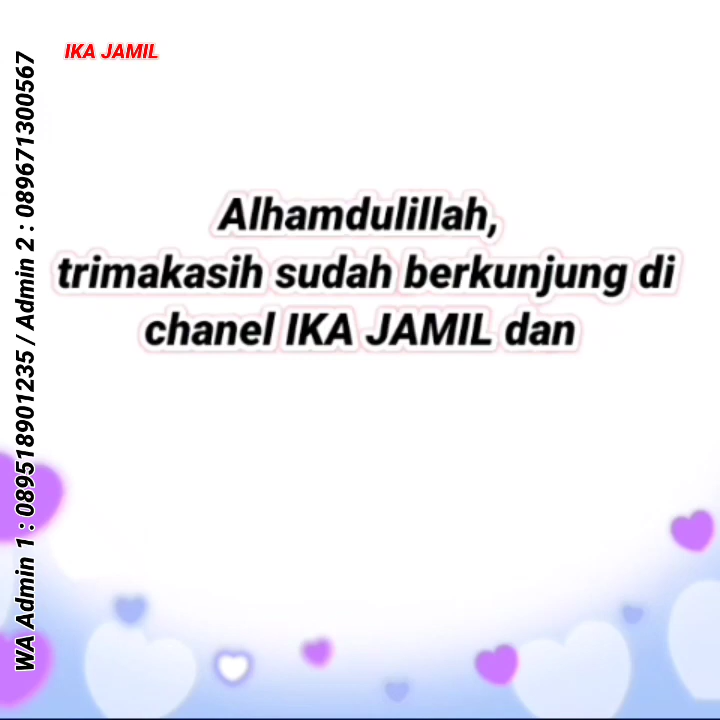 IKA JAMIL
Alhamdulillah,
trimakasih sudah berkunjung di
chanel IKA JAMIL dan
WA Admin 1 : 089518901235 / Admin 2 : 089671300567